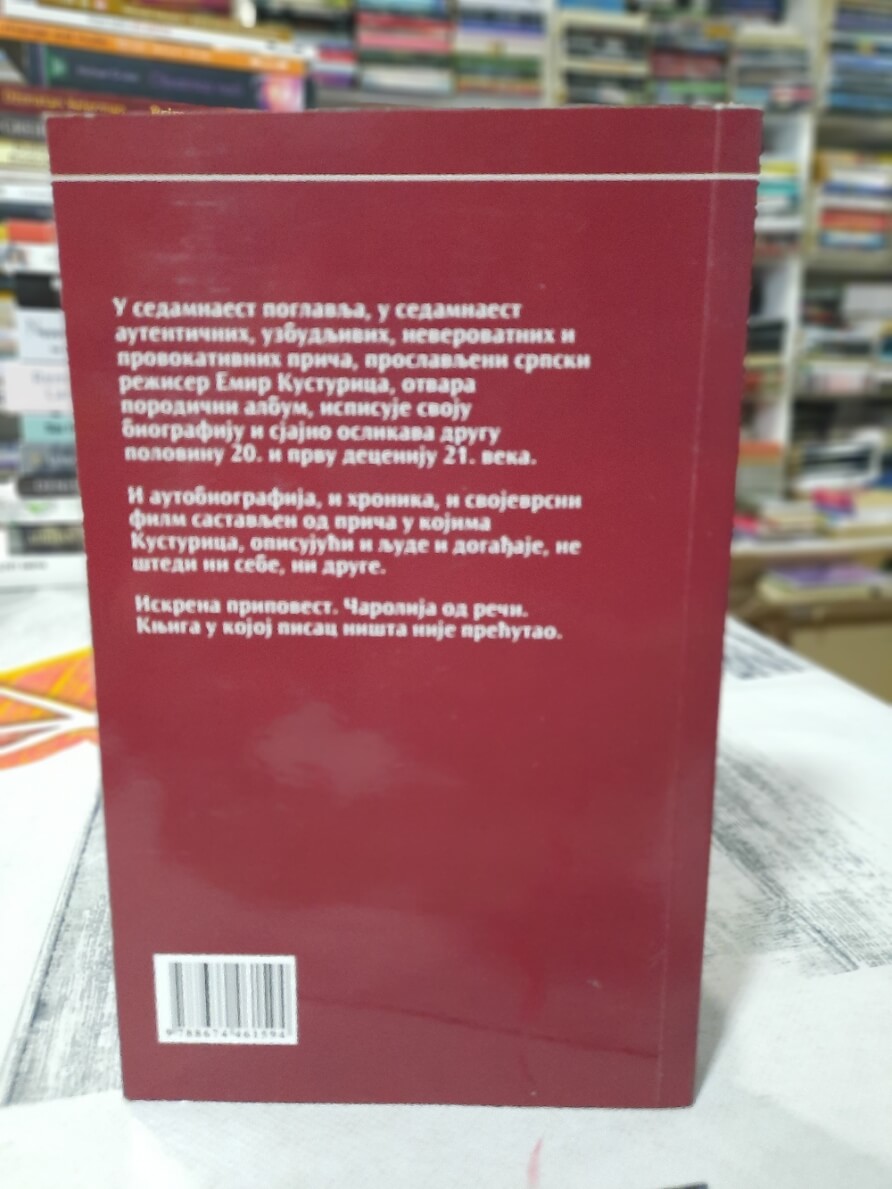 У седамнаест поглавља, у седамнаест
аутентичних, узбудљивих, невероватних и
провокативних прича, прослављени српски
режисер Емир Кустурица, отвара
породични албум, исписује своју
биографију и сјајно осликава другу
половину 20. и прву деценију 21. века.
И аутобиографија, и хроника, и својеврсни
филм састављен од прича у којима
Кустурица, описујући и људе и догађаје, не
штеди ни себе, ни друге.
Искрена приповест. Чаролија од речи.
Књига у којој писац ништа није прећутао.
9 788674 461594